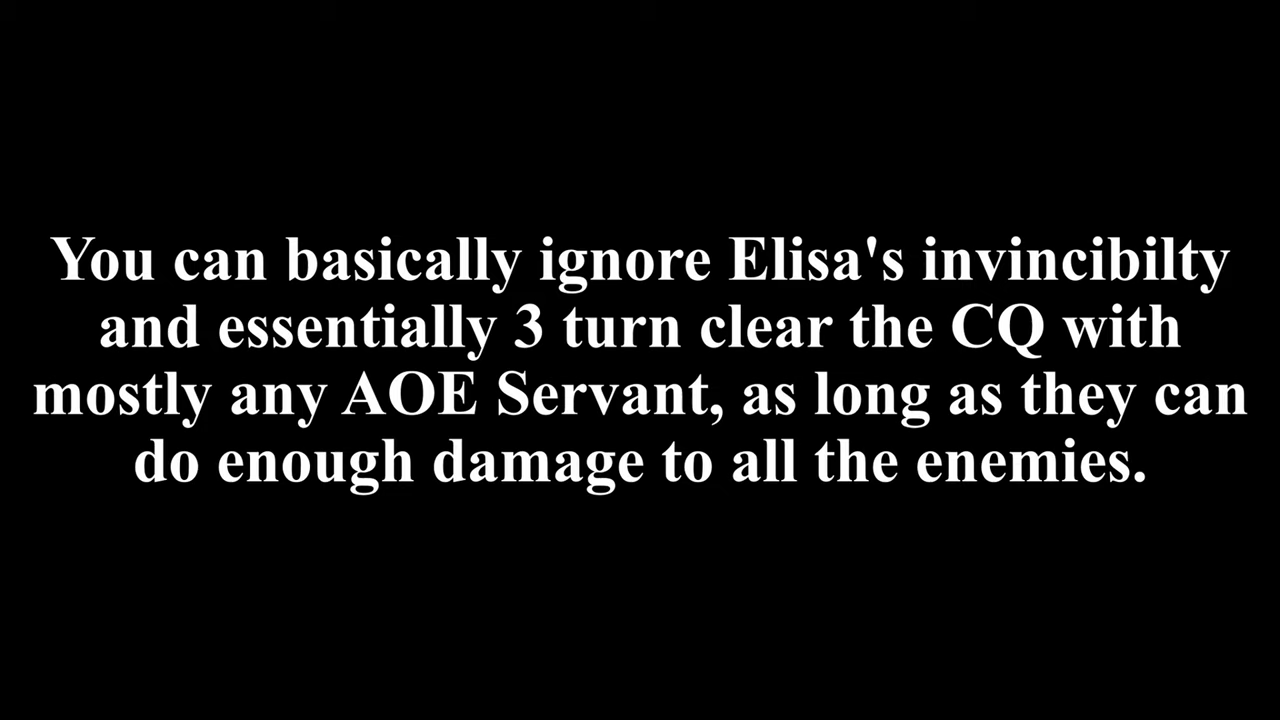 You can basically ignore Elisa's invincibilty
and essentially 3 turn clear the CQ with
mostly any AOE Servant, as long as they can
do enough damage to all the enemies.